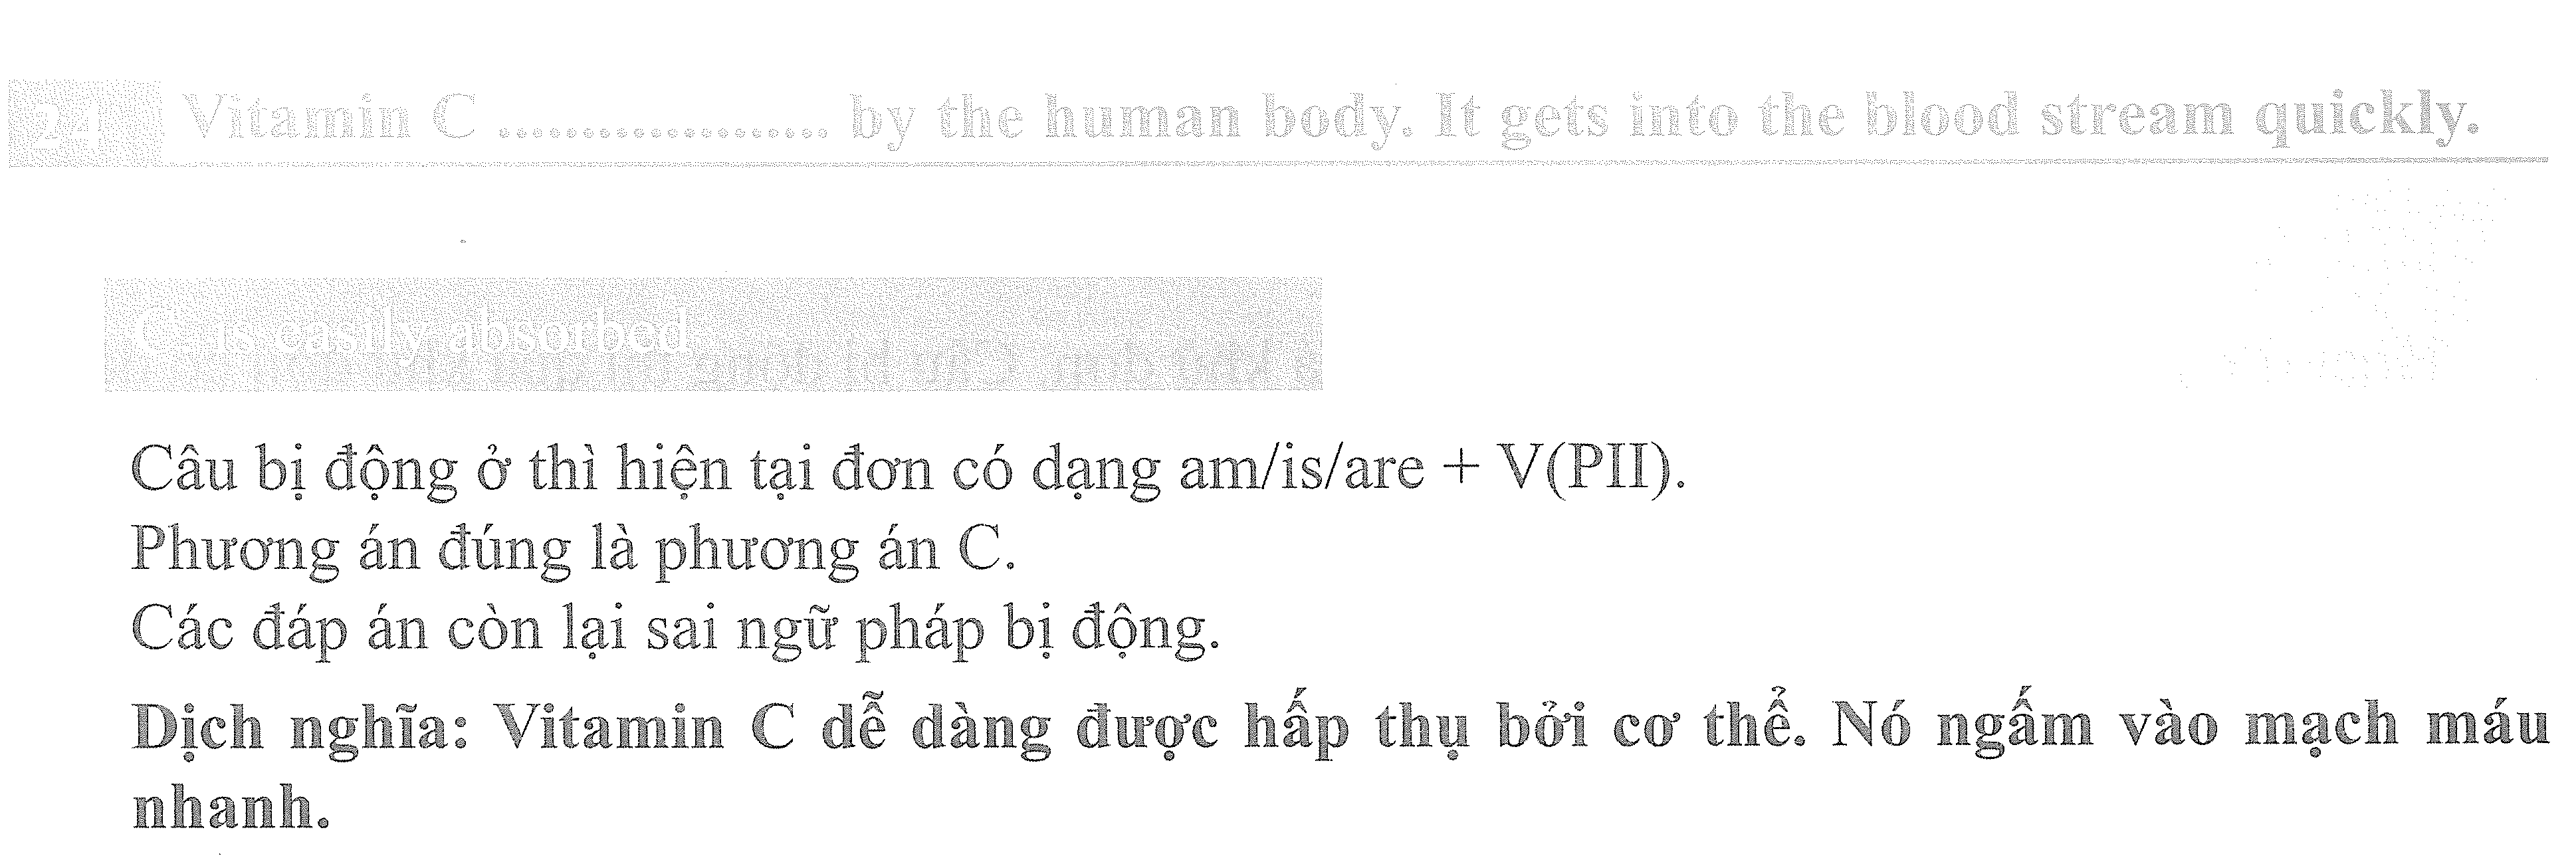 24 Vitamin C .................... by the human body. It gets into the blood stream quickly.
C. is easily absorbed
Câu bị động ở thì hiện tại đơn có dạng am/is/are + V(PII).
Phương án đúng là phương án C.
Các đáp án còn lại sai ngữ pháp bị động.
Dịch nghĩa: Vitamin C dễ dàng được hấp thụ bởi cơ thể. Nó ngấm vào mạch máu
nhanh.